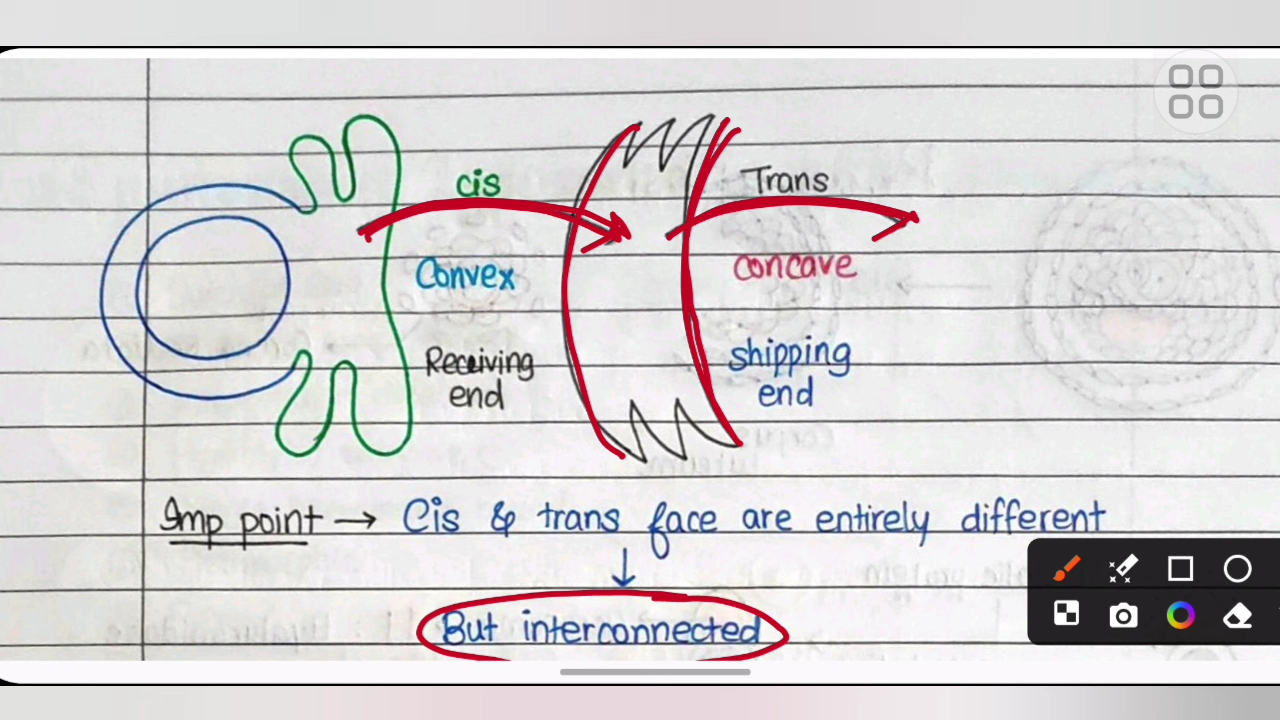 cis
Convex
Receiving
end
Trans
concave
shipping
end
Imp point → Cis & trans face are entirely different
↓
But interconnected